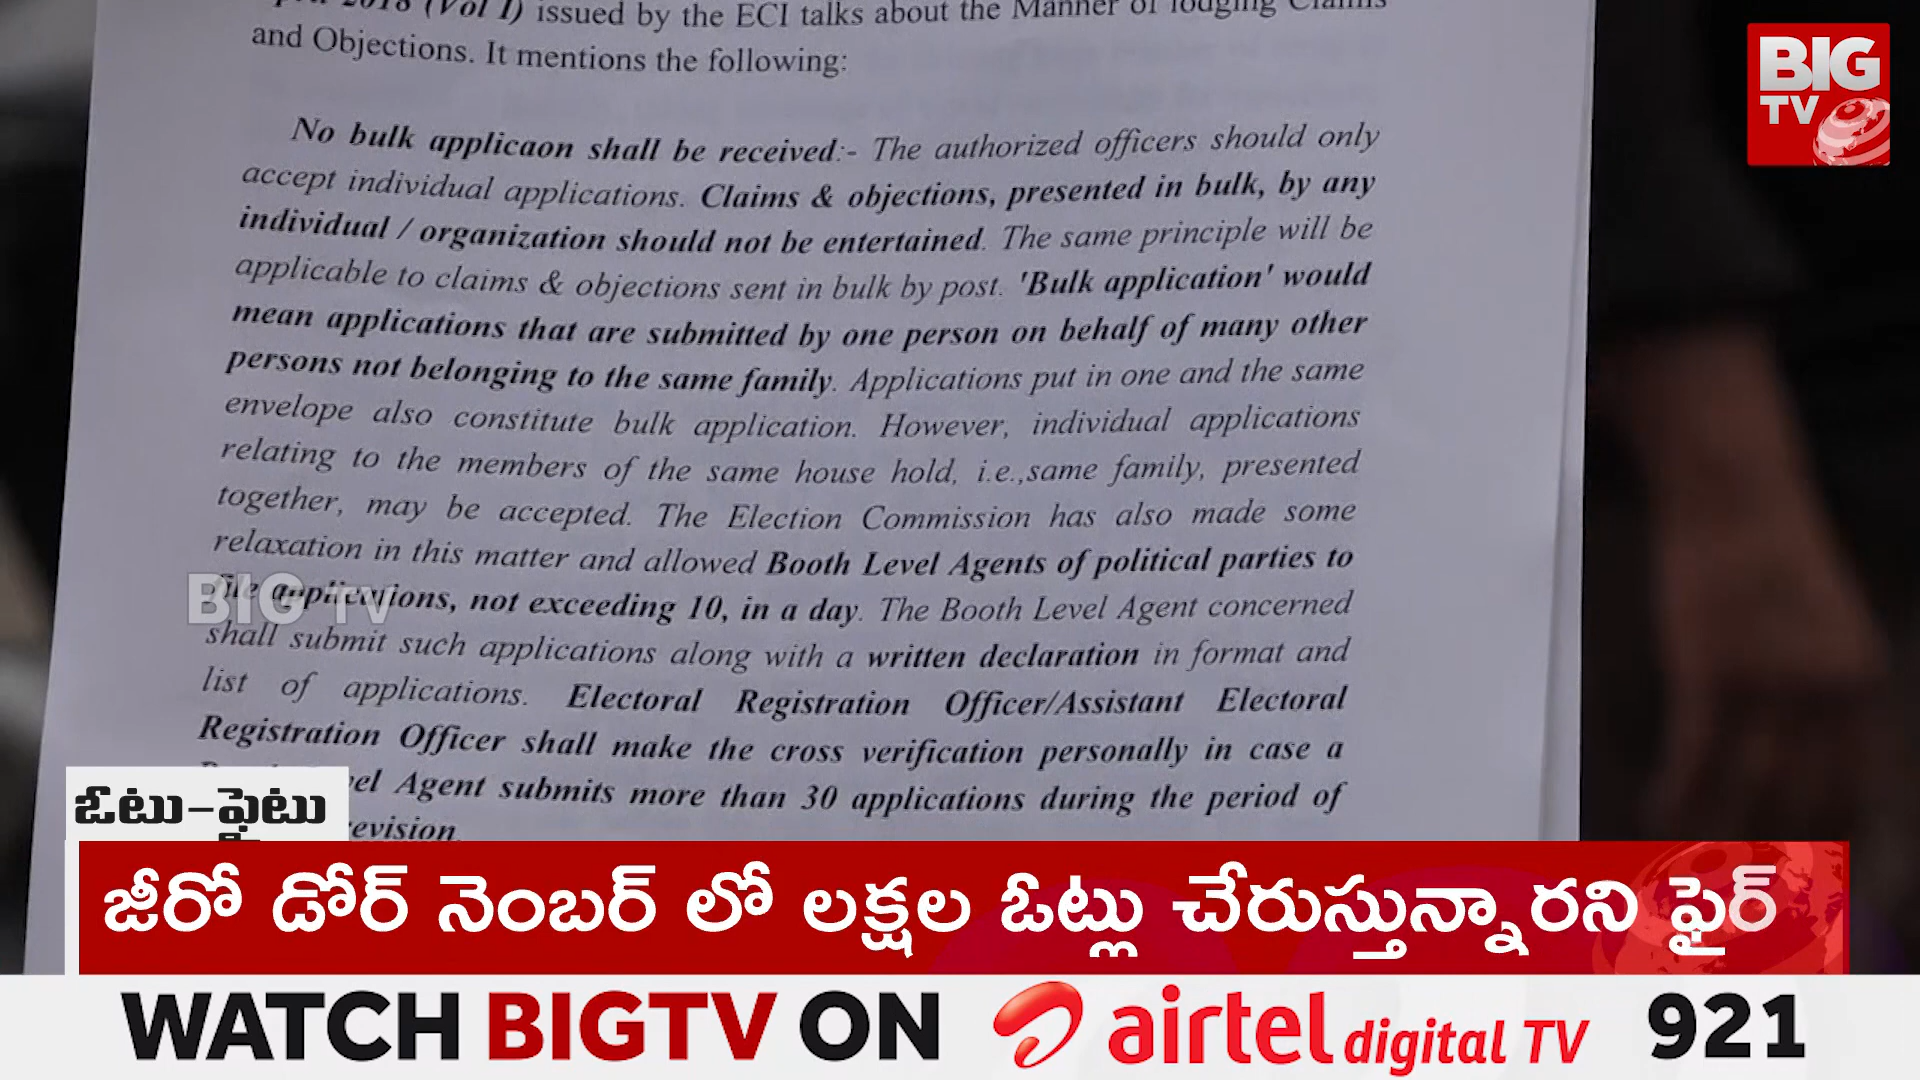 2018 (Vol I) issued by the ECI talks about the Manner of lodging Claims
and Objections. It mentions the following:
No bulk applicaon shall be received:- The authorized officers should only
accept individual applications. Claims & objections, presented in bulk, by any
individual / organization should not be entertained. The same principle will be
applicable to claims & objections sent in bulk by post. 'Bulk application' would
mean applications that are submitted by one person on behalf of many other
persons not belonging to the same family. Applications put in one and the same
envelope also constitute bulk application. However, individual applications
relating to the members of the same house hold, i.e.,same family, presented
together, may be accepted. The Election Commission has also made some
relaxation in this matter and allowed Booth Level Agents of political parties to
file applications, not exceeding 10, in a day. The Booth Level Agent concerned
shall submit such applications along with a written declaration in format and
list of applications. Electoral Registration Officer/Assistant Electoral
Registration Officer shall make the cross verification personally in case a
Agent submits more than 30 applications during the period of
BIG TV
BIG TV
ఓటు-ఫైటు
జీరో డోర్ నెంబర్ లో లక్షల ఓట్లు చేరుస్తున్నారని ఫైర్
WATCH BIGTV ON airtel digital TV 921